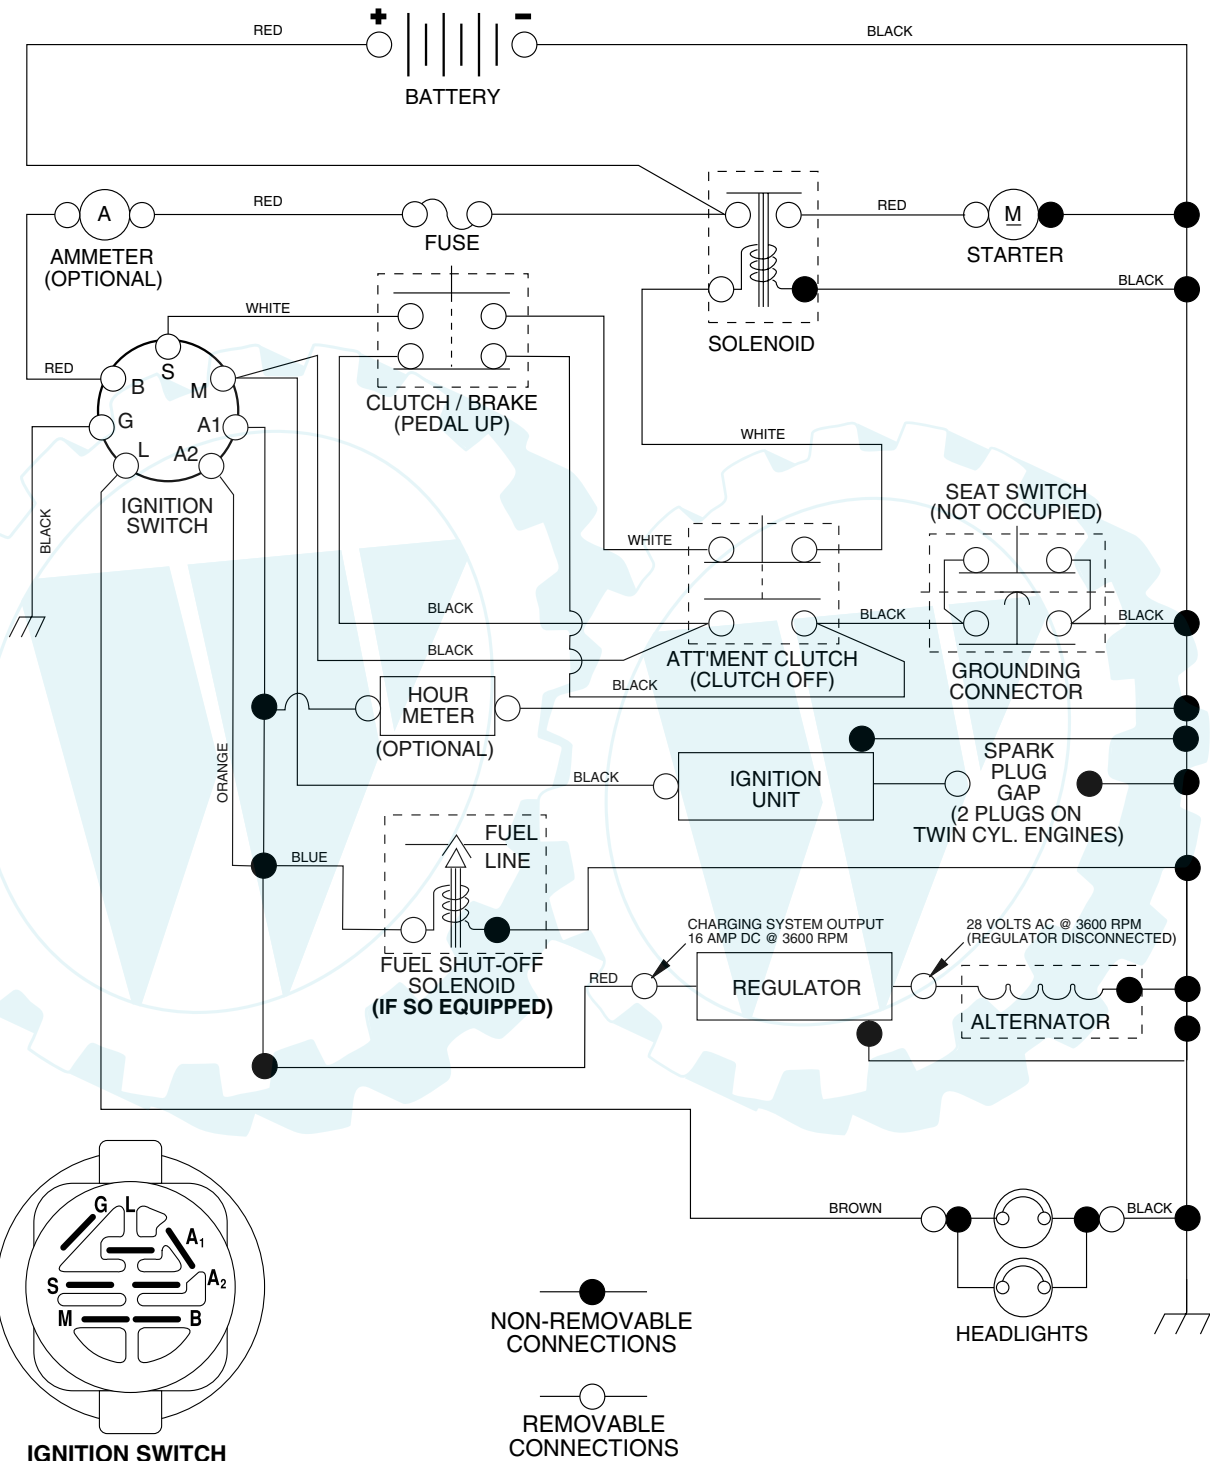 + -
RED
BLACK
BATTERY
A
RED
RED
M
AMMETER
(OPTIONAL)
FUSE
STARTER
WHITE
BLACK
SOLENOID
RED
S
B
M
G
A1
L
A2
CLUTCH / BRAKE
(PEDAL UP)
WHITE
IGNITION
SWITCH
BLACK
SEAT SWITCH
(NOT OCCUPIED)
WHITE
BLACK
BLACK
BLACK
BLACK
ATT'MENT CLUTCH
(CLUTCH OFF)
GROUNDING
CONNECTOR
BLACK
HOUR
METER
(OPTIONAL)
ORANGE
BLACK
IGNITION
UNIT
SPARK
PLUG
GAP
(2 PLUGS ON
TWIN CYL. ENGINES)
BLUE
FUEL
LINE
FUEL SHUT-OFF
SOLENOID
(IF SO EQUIPPED)
CHARGING SYSTEM OUTPUT
16 AMP DC @ 3600 RPM
28 VOLTS AC @ 3600 RPM
(REGULATOR DISCONNECTED)
RED
REGULATOR
ALTERNATOR
BROWN
BLACK
HEADLIGHTS
G L
A1
A2
S
M
B
IGNITION SWITCH
NON-REMOVABLE
CONNECTIONS
REMOVABLE
CONNECTIONS